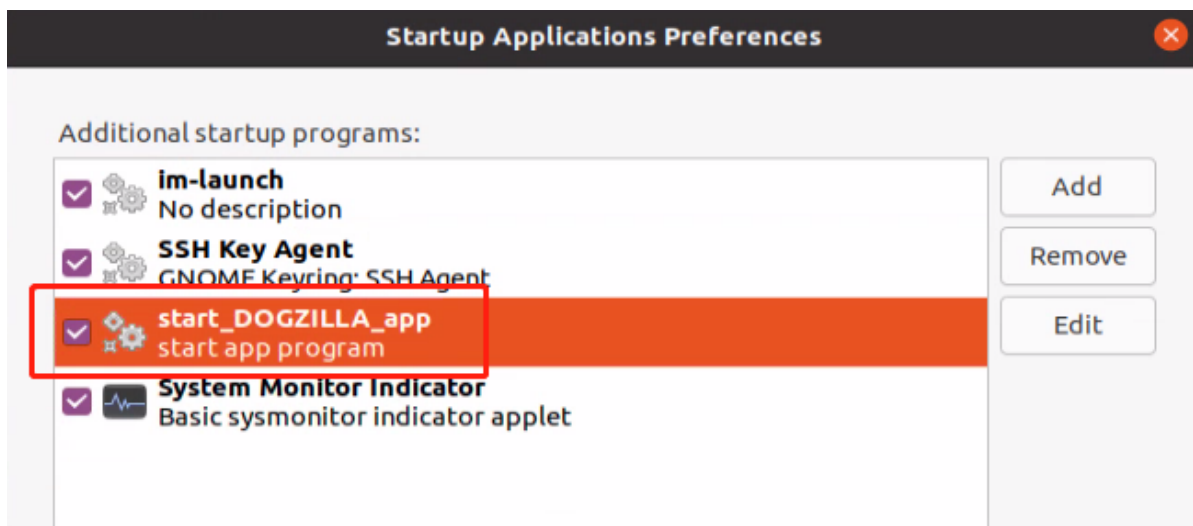 Startup Applications Preferences
Additional startup programs:
im-launch
No description
Add
SSH Key Agent
GNOME Keyring: SSH Agent
Remove
start_DOGZILLA_app
start app program
Edit
System Monitor Indicator
Basic sysmonitor indicator applet